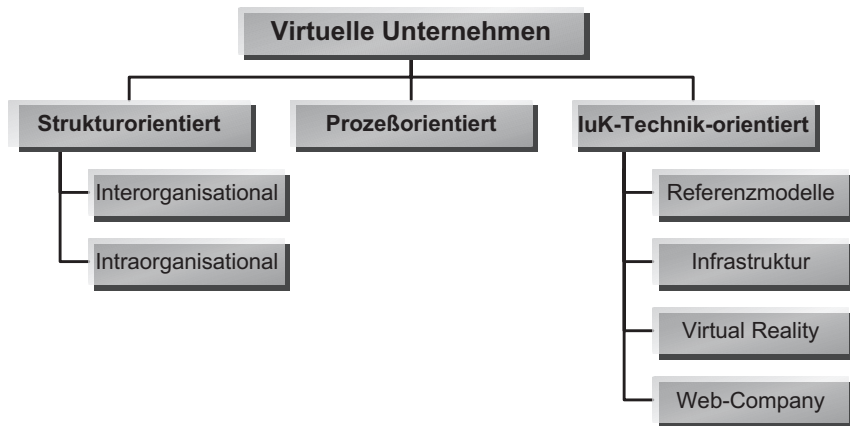 Virtuelle Unternehmen
Strukturorientiert
Prozeßorientiert
IuK-Technik-orientiert
Interorganisational
Intraorganisational
Referenzmodelle
Infrastruktur
Virtual Reality
Web-Company